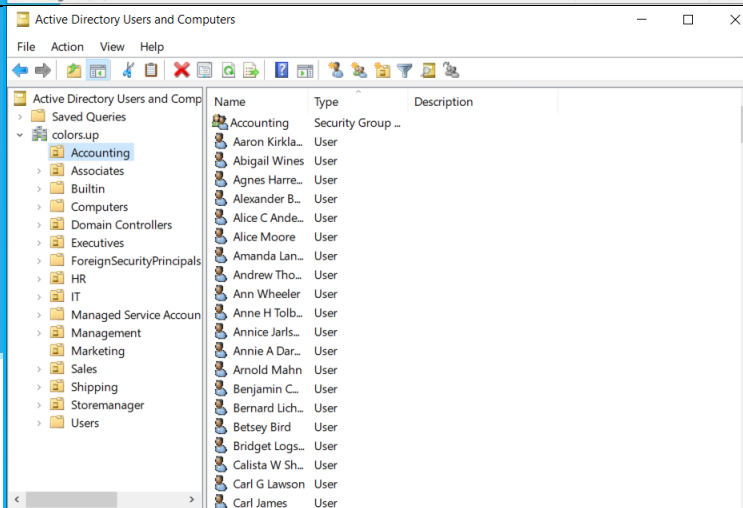 Active Directory Users and Computers
File Action View Help
Active Directory Users and Comp
Saved Queries
colors.up
Accounting
Associates
Builtin
Computers
Domain Controllers
Executives
ForeignSecurityPrincipals
HR
IT
Managed Service Accoun
Management
Marketing
Sales
Shipping
Storemanager
Users
Name Type Description
Accounting Security Group ...
Aaron Kirkla... User
Abigail Wines User
Agnes Harre... User
Alexander B... User
Alice C Ande... User
Alice Moore User
Amanda Lan... User
Andrew Tho... User
Ann Wheeler User
Anne H Tolb... User
Annice Jarls... User
Annie A Dar... User
Arnold Mahn User
Benjamin C... User
Bernard Lich... User
Betsey Bird User
Bridget Logs... User
Calista W Sh... User
Carl G Lawson User
Carl James User